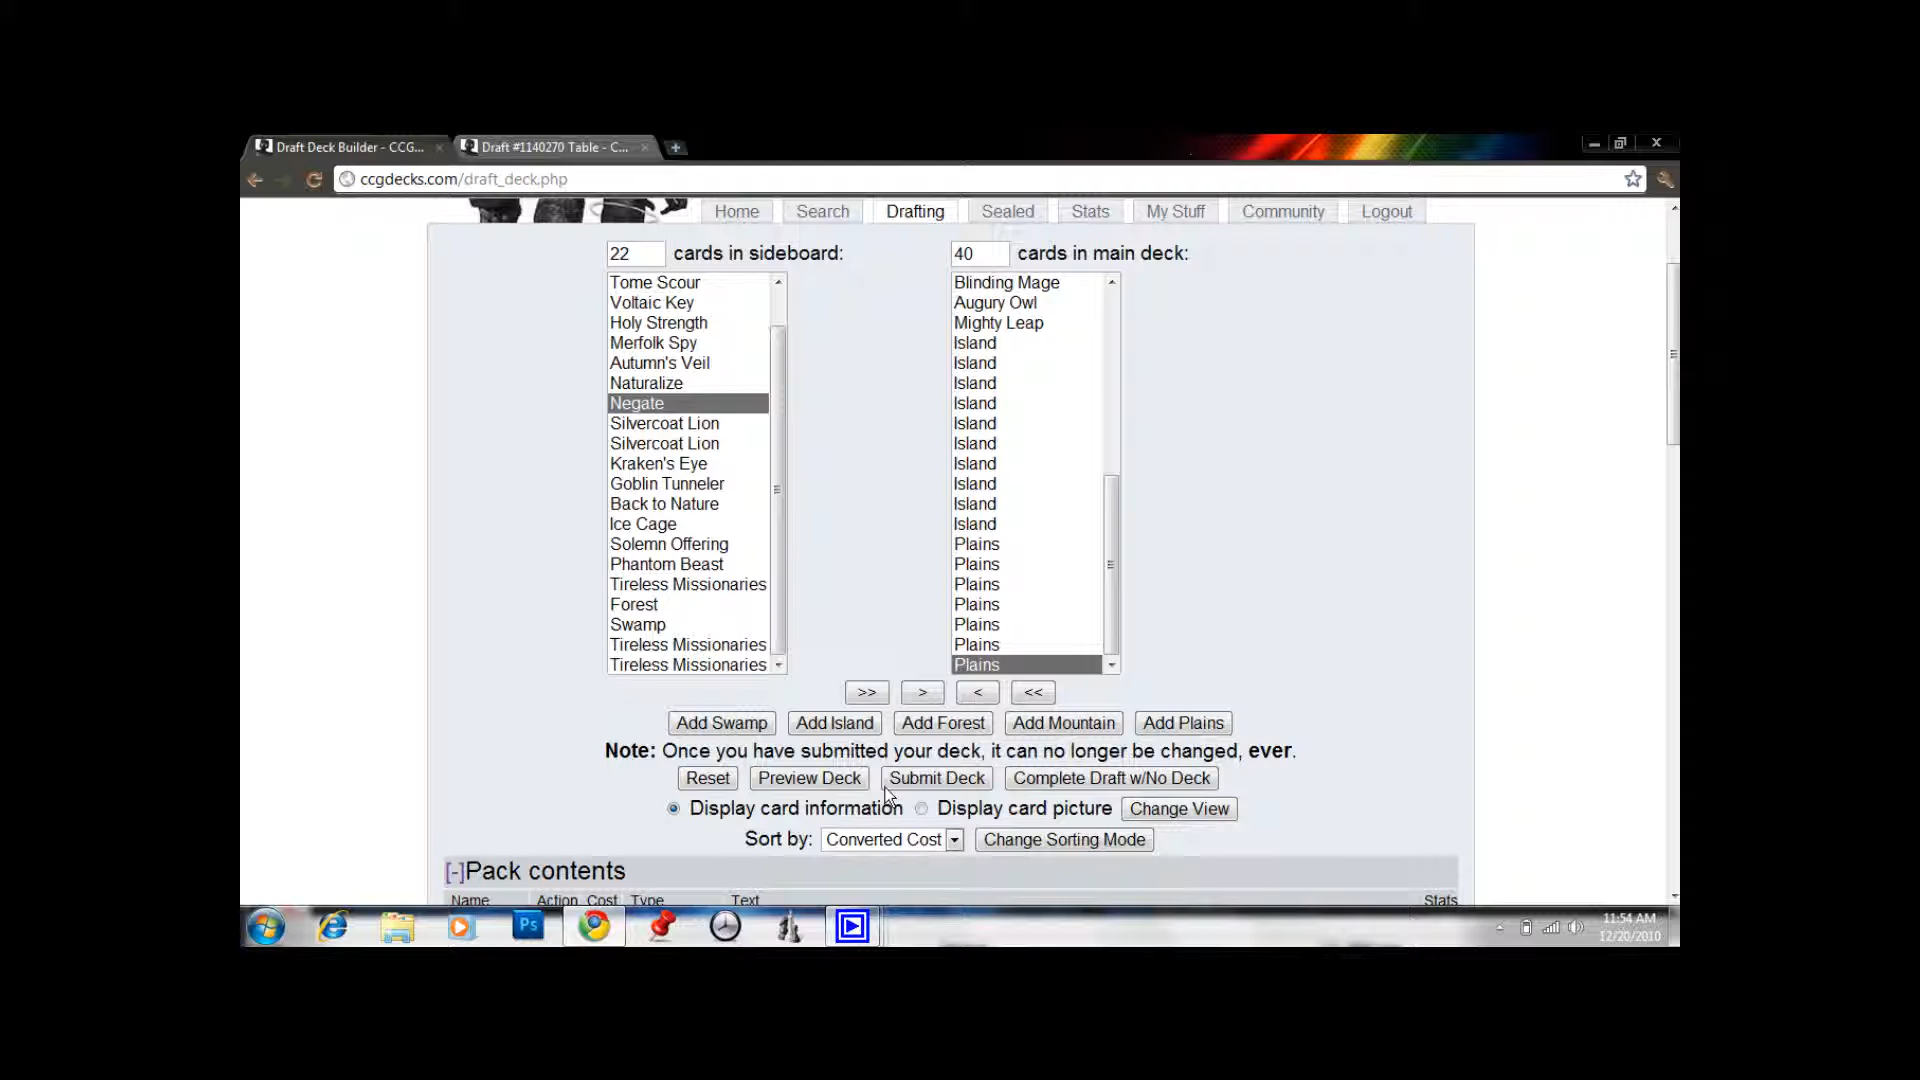 Draft Deck Builder - CCG... Draft #1140270 Table - C...
ccgdecks.com/draft_deck.php
Home Search Drafting Sealed Stats My Stuff Community Logout
22 cards in sideboard: 40 cards in main deck:
Tome Scour
Voltaic Key
Holy Strength
Merfolk Spy
Autumn's Veil
Naturalize
Negate
Silvercoat Lion
Silvercoat Lion
Kraken's Eye
Goblin Tunneler
Back to Nature
Ice Cage
Solemn Offering
Phantom Beast
Tireless Missionaries
Forest
Swamp
Tireless Missionaries
Tireless Missionaries
Blinding Mage
Augury Owl
Mighty Leap
Island
Island
Island
Island
Island
Island
Island
Island
Island
Island
Plains
Plains
Plains
Plains
Plains
Plains
Plains
>> > < <<
Add Swamp Add Island Add Forest Add Mountain Add Plains
Note: Once you have submitted your deck, it can no longer be changed, ever.
Reset Preview Deck Submit Deck Complete Draft w/No Deck
Display card information Display card picture Change View
Sort by: Converted Cost Change Sorting Mode
[-]Pack contents
Name Action Cost Type Text Stats
Ps
11:54 AM
12/20/2010